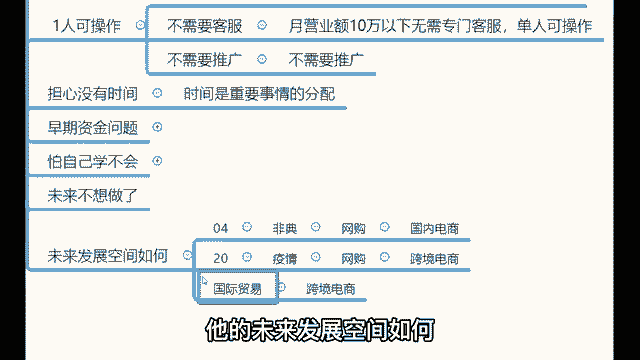 1人可操作 不需要客服 月营业额10万以下无需专门客服，单人可操作
不需要推广 不需要推广
担心没有时间 时间是重要事情的分配
早期资金问题
怕自己学不会
未来不想做了
04 非典 网购 国内电商
未来发展空间如何 20 疫情 网购 跨境电商
国际贸易 跨境电商
他的未来发展空间如何